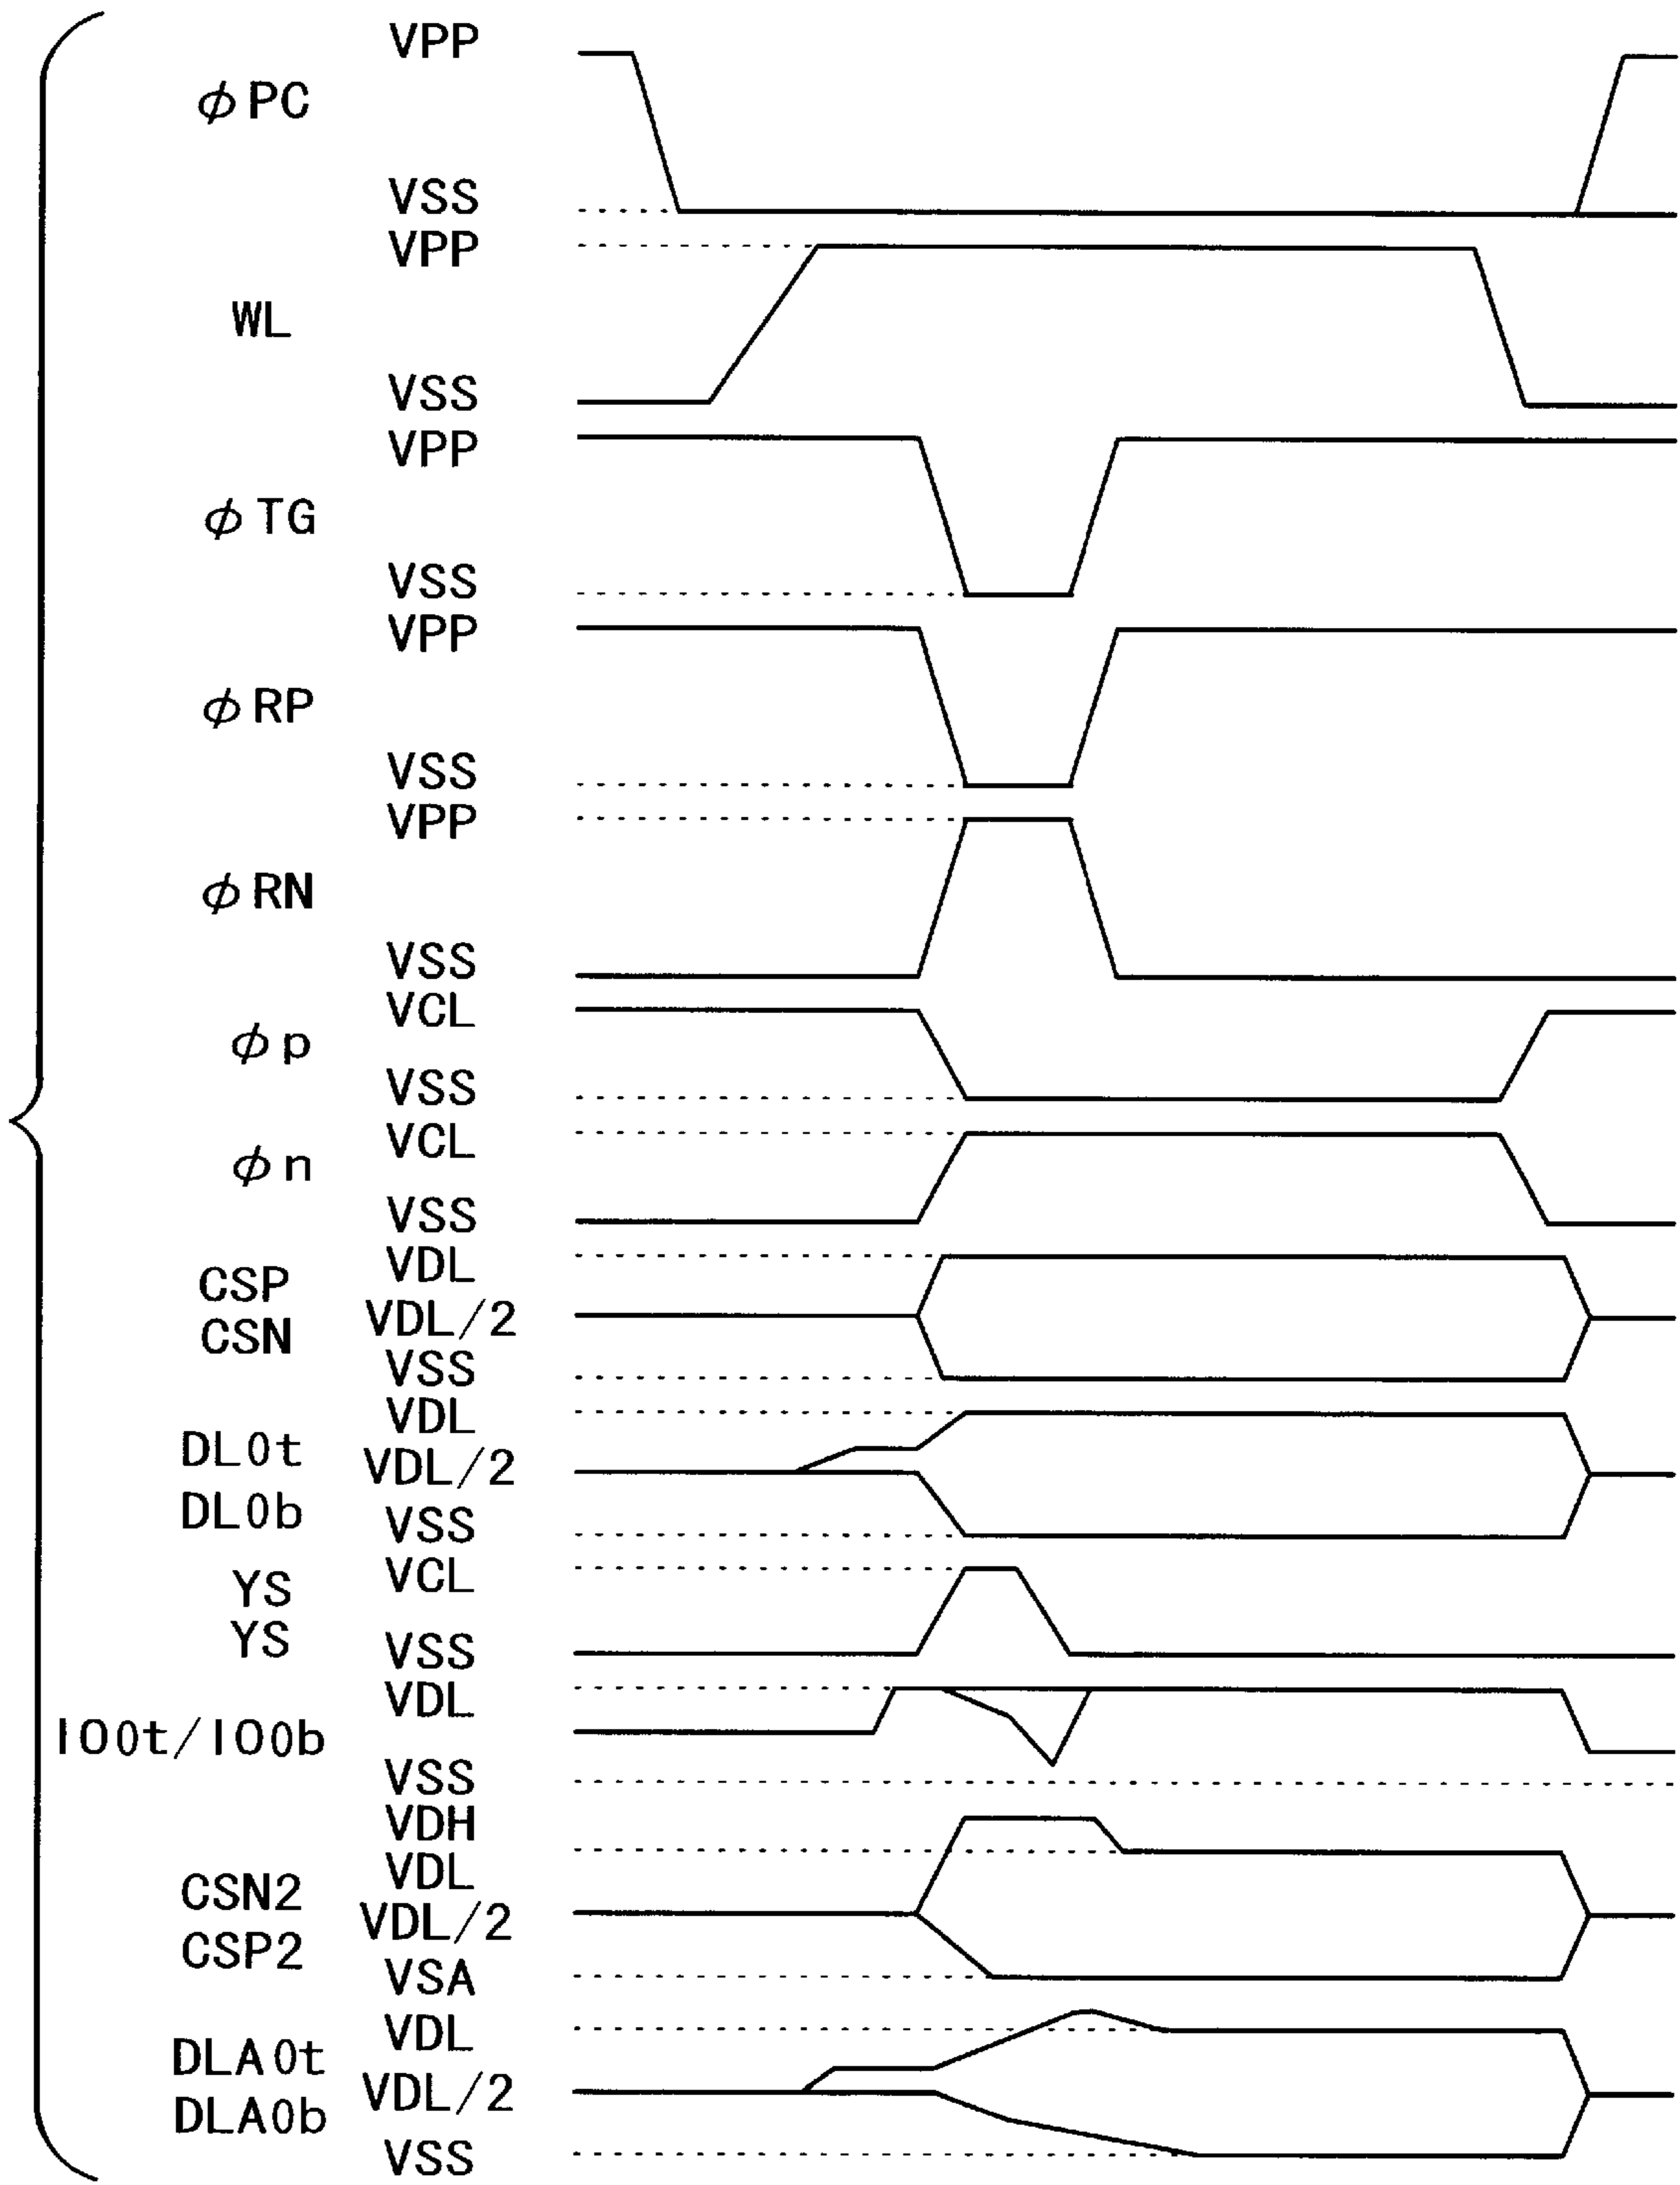 VPP
φPC
VSS
VPP
WL
VSS
VPP
φTG
VSS
VPP
φRP
VSS
VPP
φRN
VSS
VCL
φp
VSS
VCL
φn
VSS
VDL
CSP
VDL/2
CSN
VSS
VDL
DL0t
VDL/2
DL0b
VSS
VCL
YS
YS
VSS
VDL
IO0t/IO0b
VSS
VDH
VDL
CSN2
VDL/2
CSP2
VSA
VDL
DLA0t
VDL/2
DLA0b
VSS